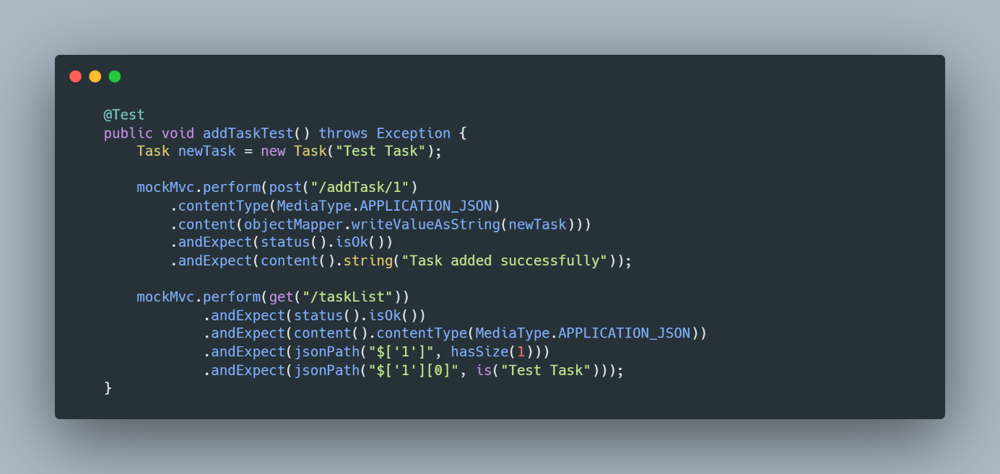 @Test
public void addTaskTest() throws Exception {
    Task newTask = new Task("Test Task");

    mockMvc.perform(post("/addTask/1")
        .contentType(MediaType.APPLICATION_JSON)
        .content(objectMapper.writeValueAsString(newTask)))
        .andExpect(status().isOk())
        .andExpect(content().string("Task added successfully"));

    mockMvc.perform(get("/taskList"))
            .andExpect(status().isOk())
            .andExpect(content().contentType(MediaType.APPLICATION_JSON))
            .andExpect(jsonPath("$['1']", hasSize(1)))
            .andExpect(jsonPath("$['1'][0]", is("Test Task")));
}